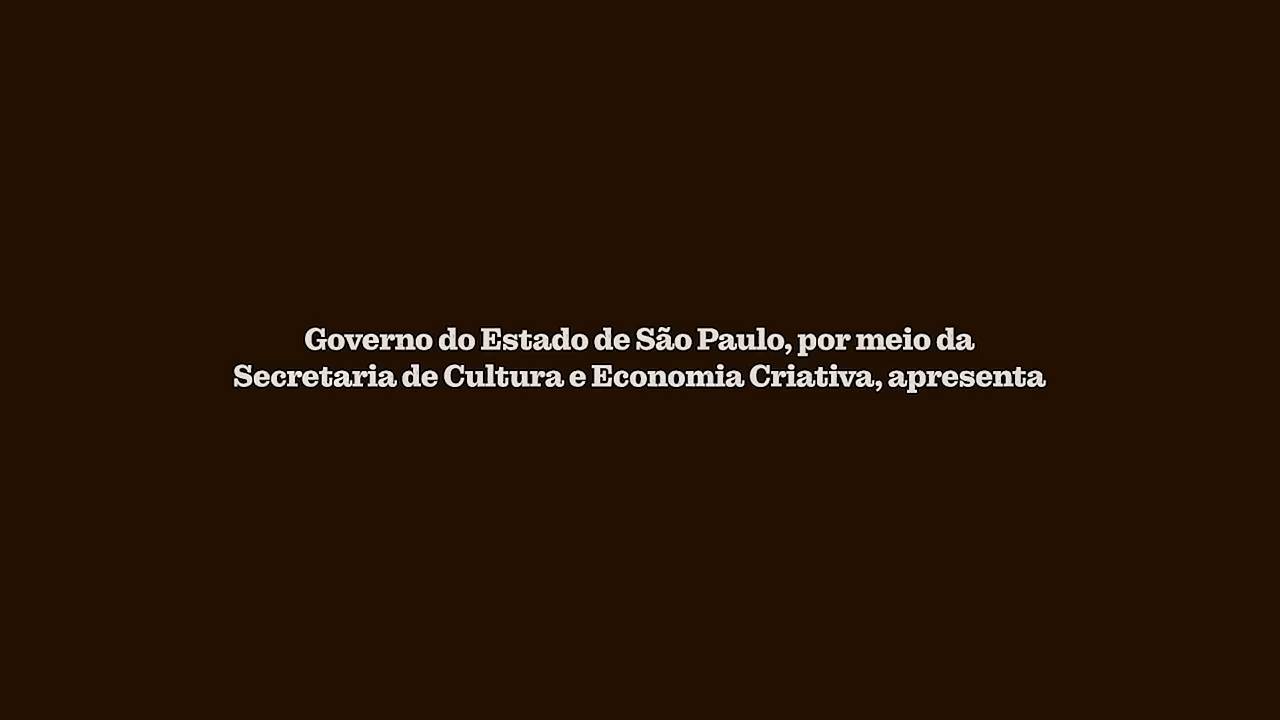 Governo do Estado de São Paulo, por meio da
Secretaria de Cultura e Economia Criativa, apresenta